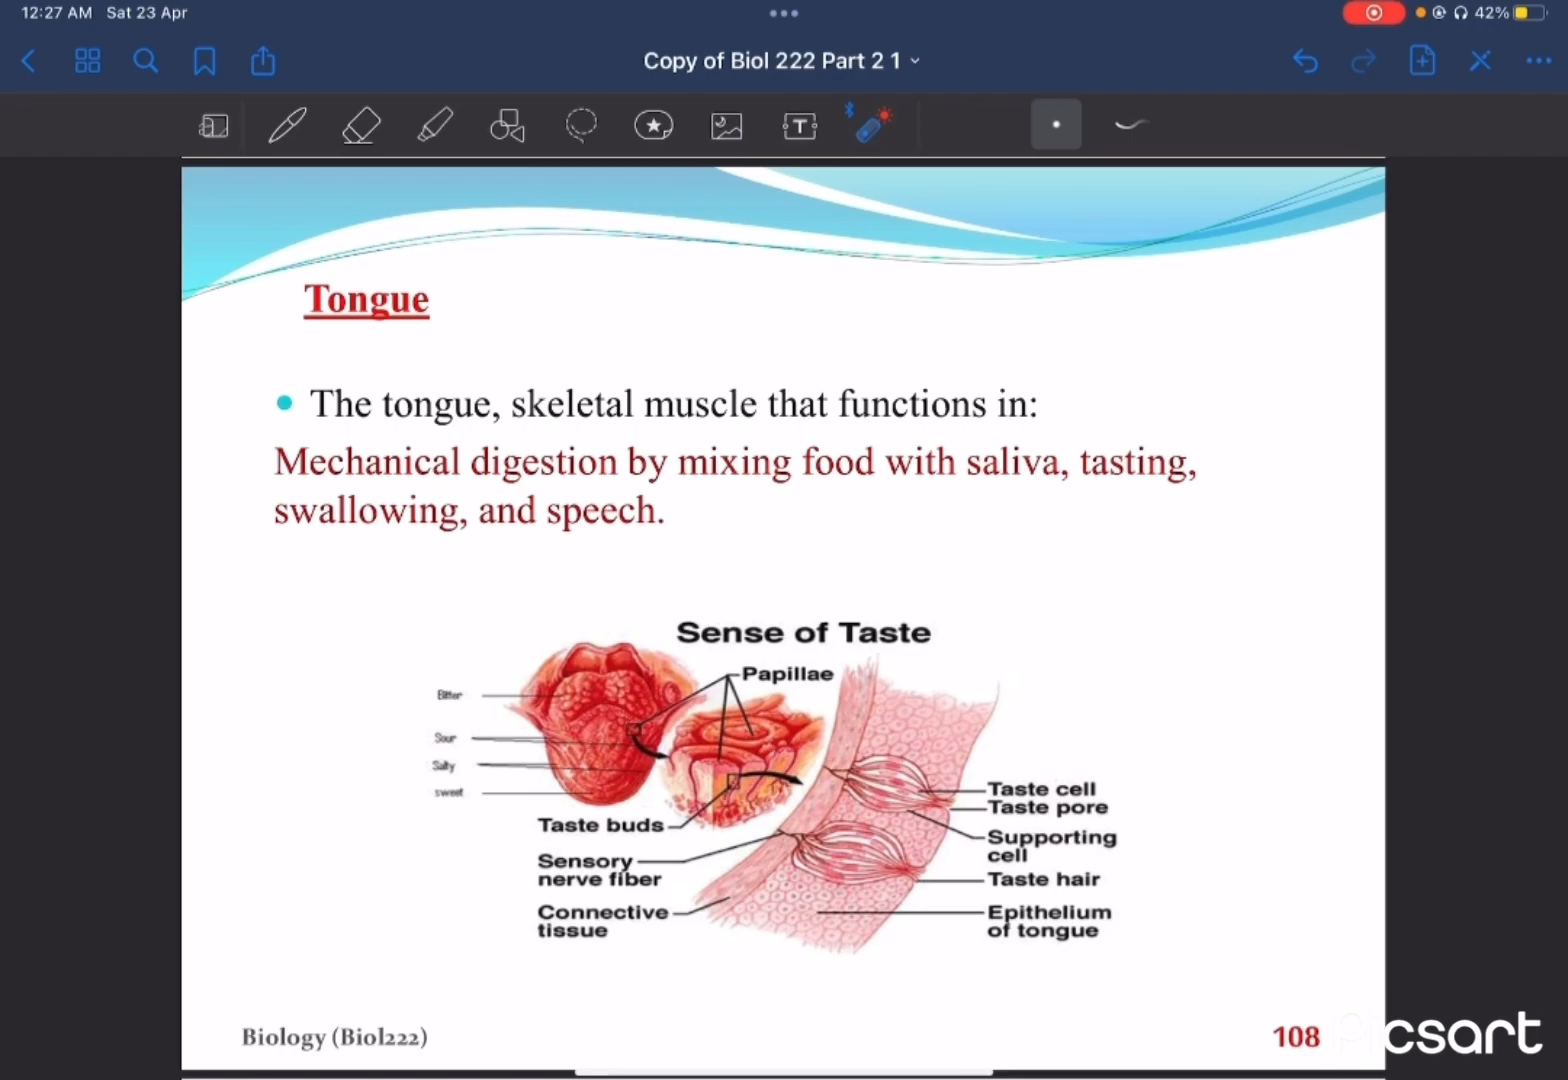 12:27 AM Sat 23 Apr
42%
Copy of Biol 222 Part 2 1
T
Tongue
The tongue, skeletal muscle that functions in:
Mechanical digestion by mixing food with saliva, tasting,
swallowing, and speech.
Sense of Taste
Papillae
Bitter
Sour
Salty
sweet
Taste buds
Sensory
nerve fiber
Connective
tissue
Taste cell
Taste pore
Supporting
cell
Taste hair
Epithelium
of tongue
Biology (Biol222)
108
Picsart